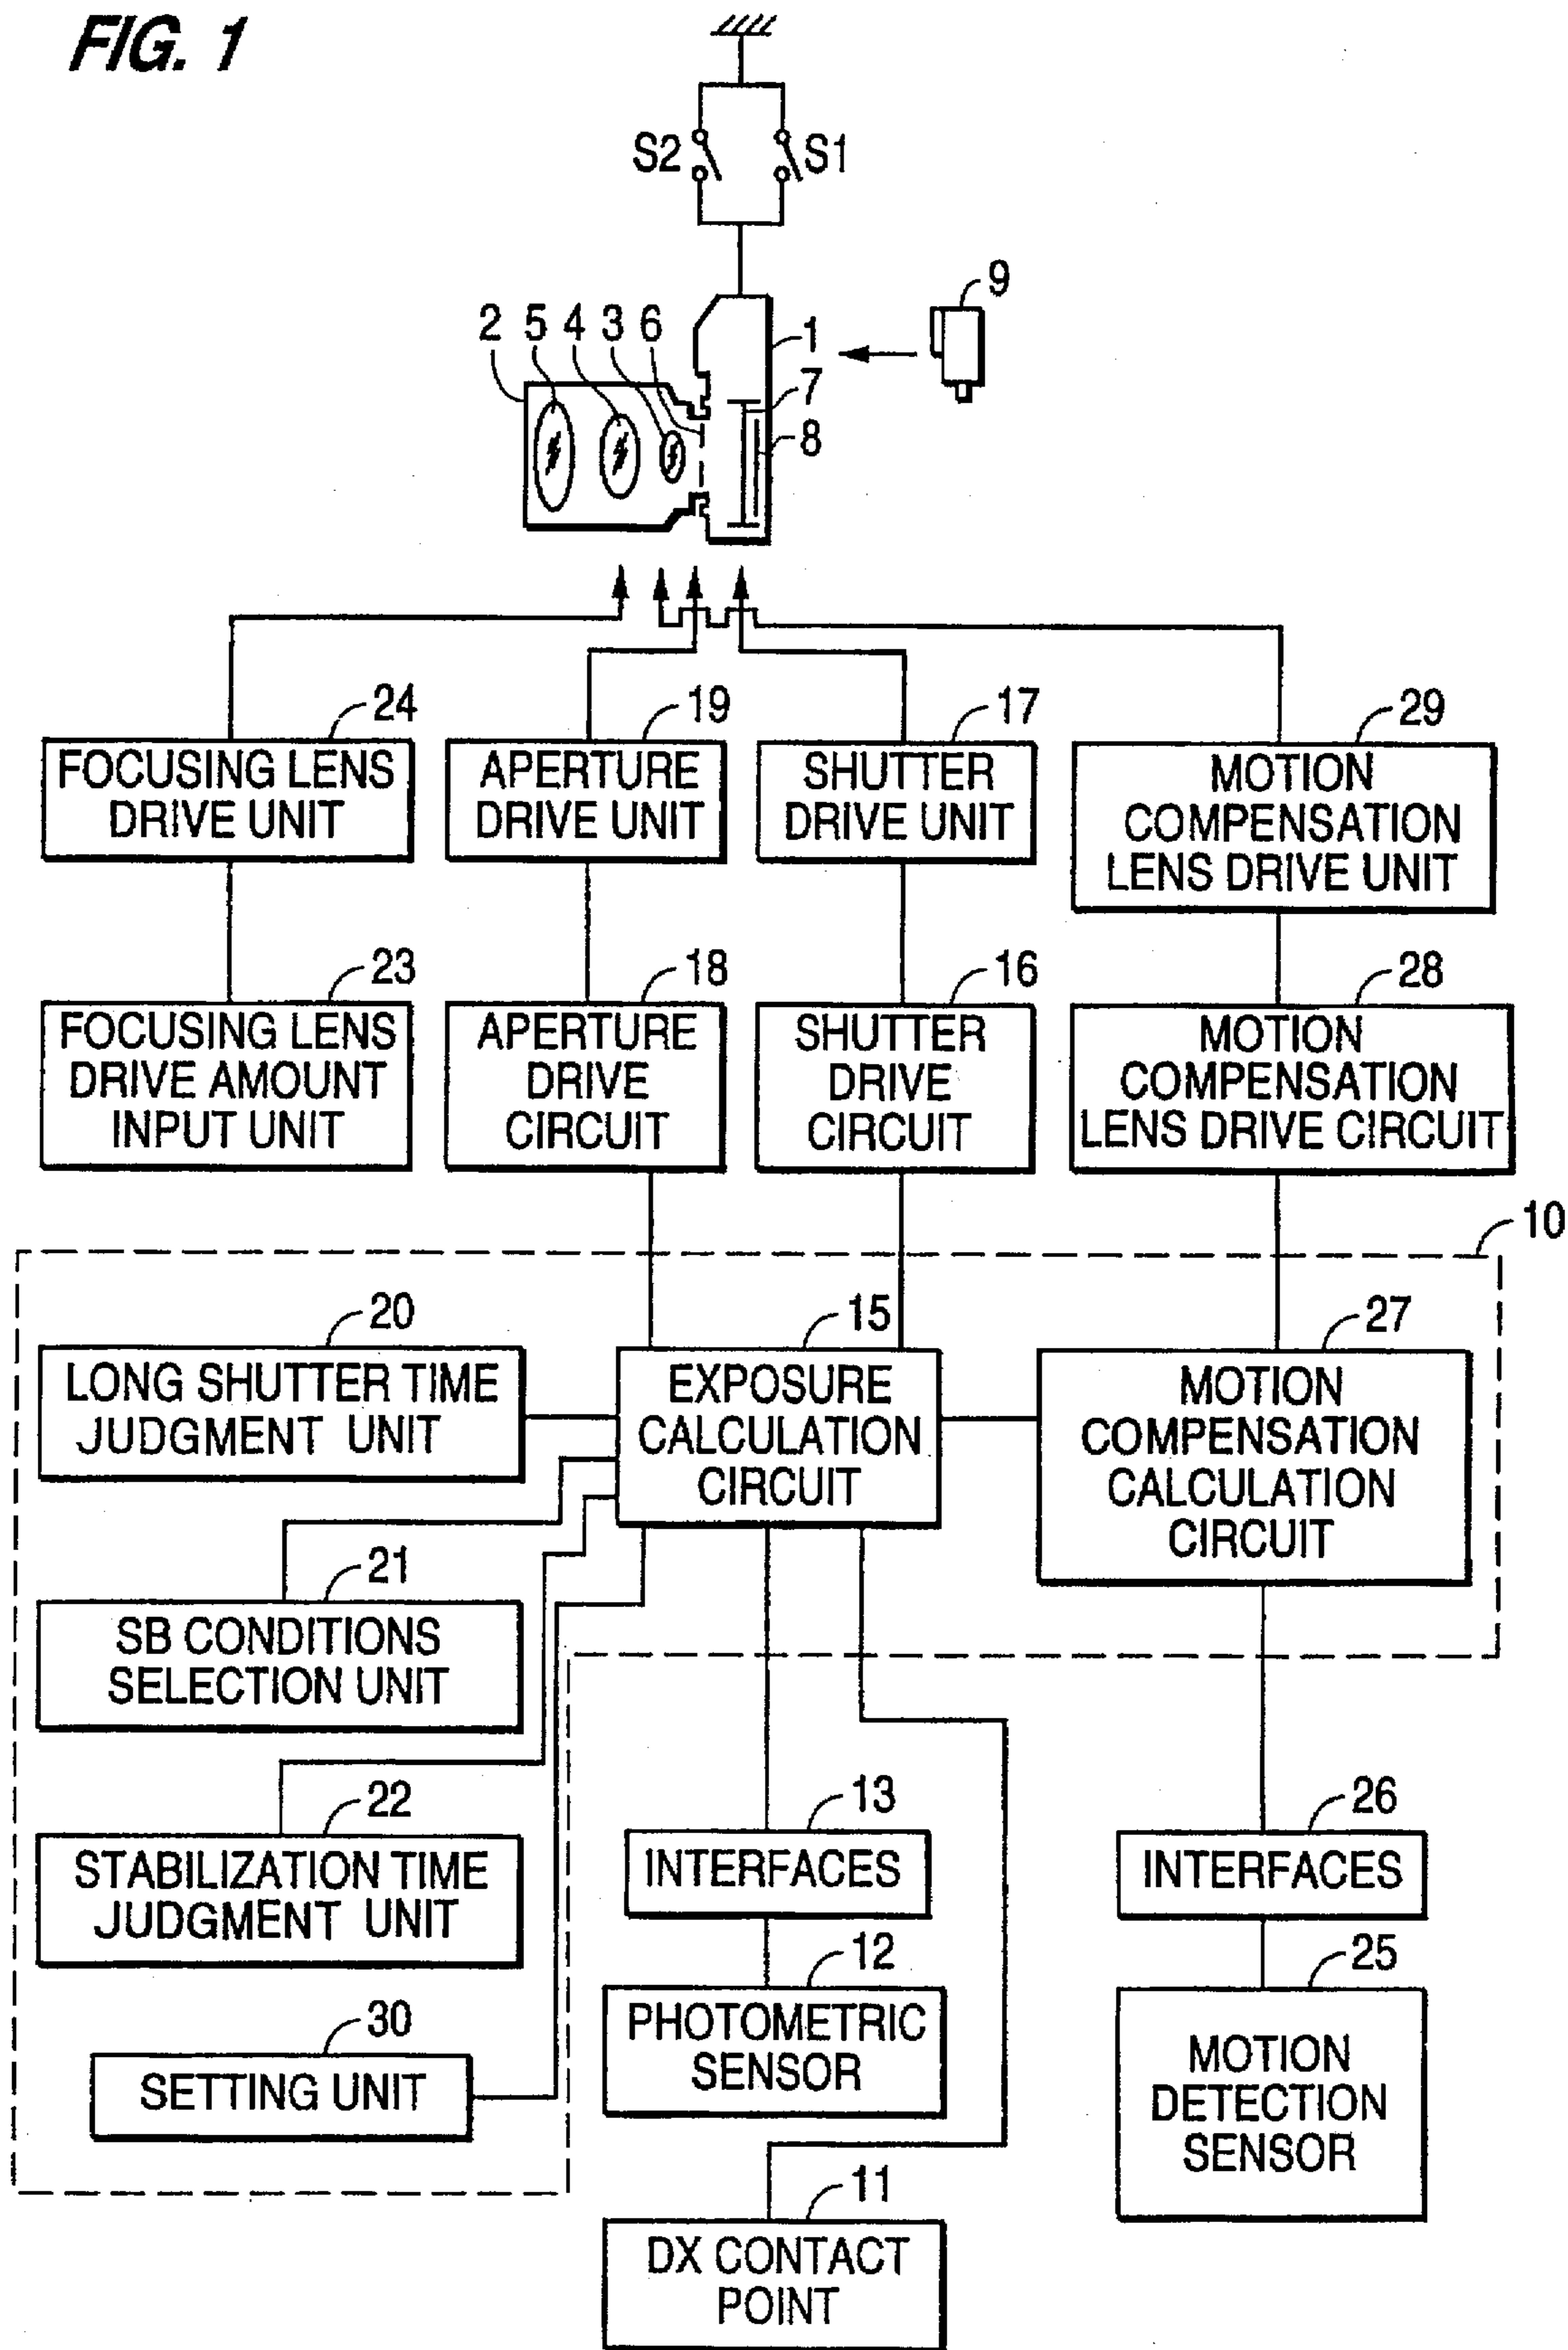 FIG. 1
S2
S1
9
2
5
4
3
6
1
7
8
24
19
17
29
FOCUSING LENS
DRIVE UNIT
APERTURE
DRIVE UNIT
SHUTTER
DRIVE UNIT
MOTION
COMPENSATION
LENS DRIVE UNIT
23
18
16
28
FOCUSING LENS
DRIVE AMOUNT
INPUT UNIT
APERTURE
DRIVE
CIRCUIT
SHUTTER
DRIVE
CIRCUIT
MOTION
COMPENSATION
LENS DRIVE CIRCUIT
10
20
15
27
LONG SHUTTER TIME
JUDGMENT UNIT
EXPOSURE
CALCULATION
CIRCUIT
MOTION
COMPENSATION
CALCULATION
CIRCUIT
21
SB CONDITIONS
SELECTION UNIT
22
13
26
STABILIZATION TIME
JUDGMENT UNIT
INTERFACES
INTERFACES
12
25
PHOTOMETRIC
SENSOR
MOTION
DETECTION
SENSOR
30
SETTING UNIT
11
DX CONTACT
POINT